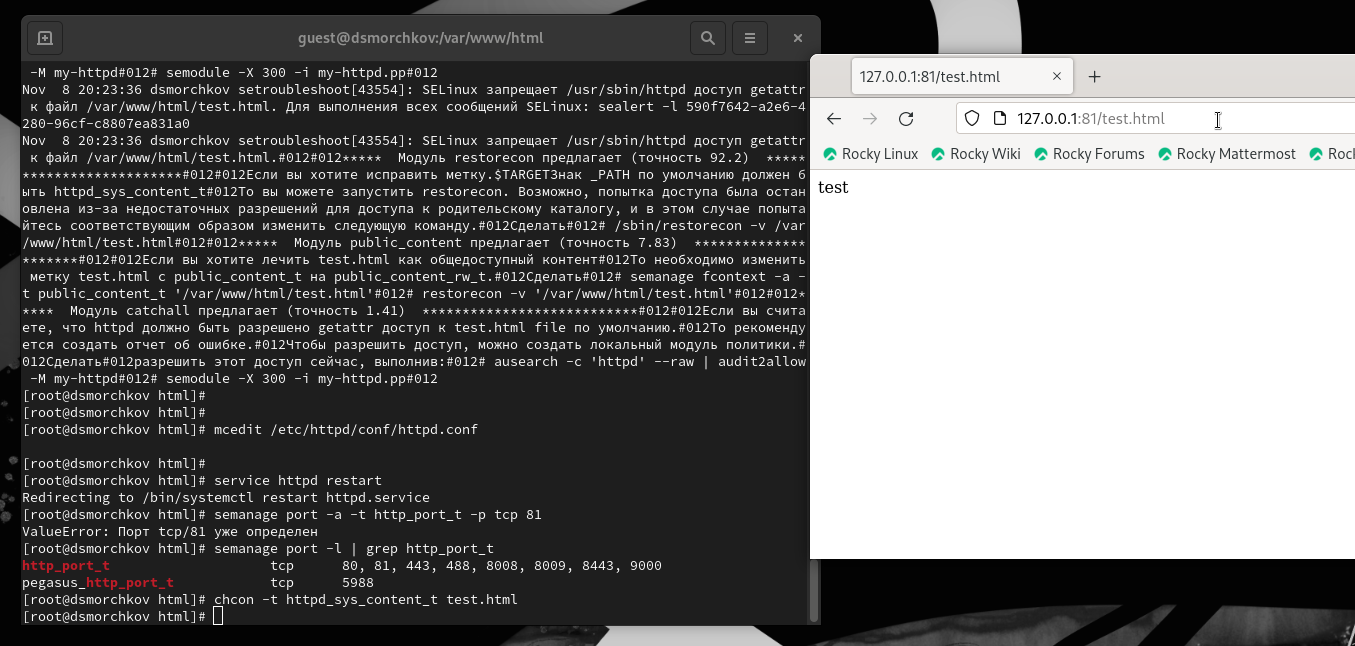 guest@dsmorchkov:/var/www/html
-M my-httpd#012# semodule -X 300 -i my-httpd.pp#012
Nov  8 20:23:36 dsmorchkov setroubleshoot[43554]: SELinux запрещает /usr/sbin/httpd доступ getattr
к файл /var/www/html/test.html. Для выполнения всех сообщений SELinux: sealert -l 590f7642-a2e6-4
280-96cf-c8807ea831a0
Nov  8 20:23:36 dsmorchkov setroubleshoot[43554]: SELinux запрещает /usr/sbin/httpd доступ getattr
к файл /var/www/html/test.html.#012#012*****  Модуль restorecon предлагает (точность 92.2)  *****
********************#012#012Если вы хотите исправить метку.$TARGETЗнак _PATH по умолчанию должен б
ыть httpd_sys_content_t#012То вы можете запустить restorecon. Возможно, попытка доступа была остан
овлена из-за недостаточных разрешений для доступа к родительскому каталогу, и в этом случае попыта
йтесь соответствующим образом изменить следующую команду.#012Сделать#012# /sbin/restorecon -v /var
/www/html/test.html#012#012*****  Модуль public_content предлагает (точность 7.83)  **************
*******#012#012Если вы хотите лечить test.html как общедоступный контент#012То необходимо изменить
метку test.html с public_content_t на public_content_rw_t.#012Сделать#012# semanage fcontext -a -
t public_content_t '/var/www/html/test.html'#012# restorecon -v '/var/www/html/test.html'#012#012*
****  Модуль catchall предлагает (точность 1.41)  ***************************#012#012Если вы счита
ете, что httpd должно быть разрешено getattr доступ к test.html file по умолчанию.#012То рекоменду
ется создать отчет об ошибке.#012Чтобы разрешить доступ, можно создать локальный модуль политики.#
012Сделать#012разрешить этот доступ сейчас, выполнив:#012# ausearch -c 'httpd' --raw | audit2allow
-M my-httpd#012# semodule -X 300 -i my-httpd.pp#012
[root@dsmorchkov html]#
[root@dsmorchkov html]#
[root@dsmorchkov html]# mcedit /etc/httpd/conf/httpd.conf
[root@dsmorchkov html]#
[root@dsmorchkov html]# service httpd restart
Redirecting to /bin/systemctl restart httpd.service
[root@dsmorchkov html]# semanage port -a -t http_port_t -p tcp 81
ValueError: Порт tcp/81 уже определен
[root@dsmorchkov html]# semanage port -l | grep http_port_t
http_port_t                    tcp      80, 81, 443, 488, 8008, 8009, 8443, 9000
pegasus_http_port_t            tcp      5988
[root@dsmorchkov html]# chcon -t httpd_sys_content_t test.html
[root@dsmorchkov html]#
127.0.0.1:81/test.html
127.0.0.1:81/test.html
Rocky Linux Rocky Wiki Rocky Forums Rocky Mattermost Rock
test